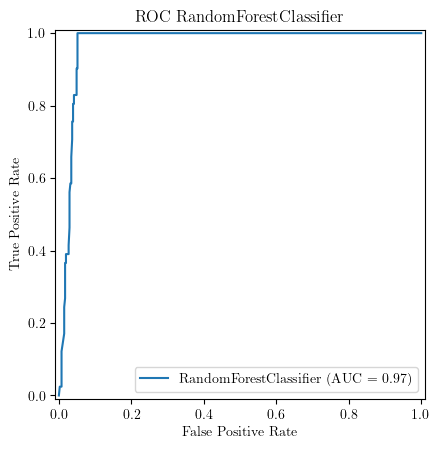 ROC RandomForestClassifier
True Positive Rate
1.0
0.8
0.6
0.4
0.2
0.0
RandomForestClassifier (AUC = 0.97)
0.0 0.2 0.4 0.6 0.8 1.0
False Positive Rate